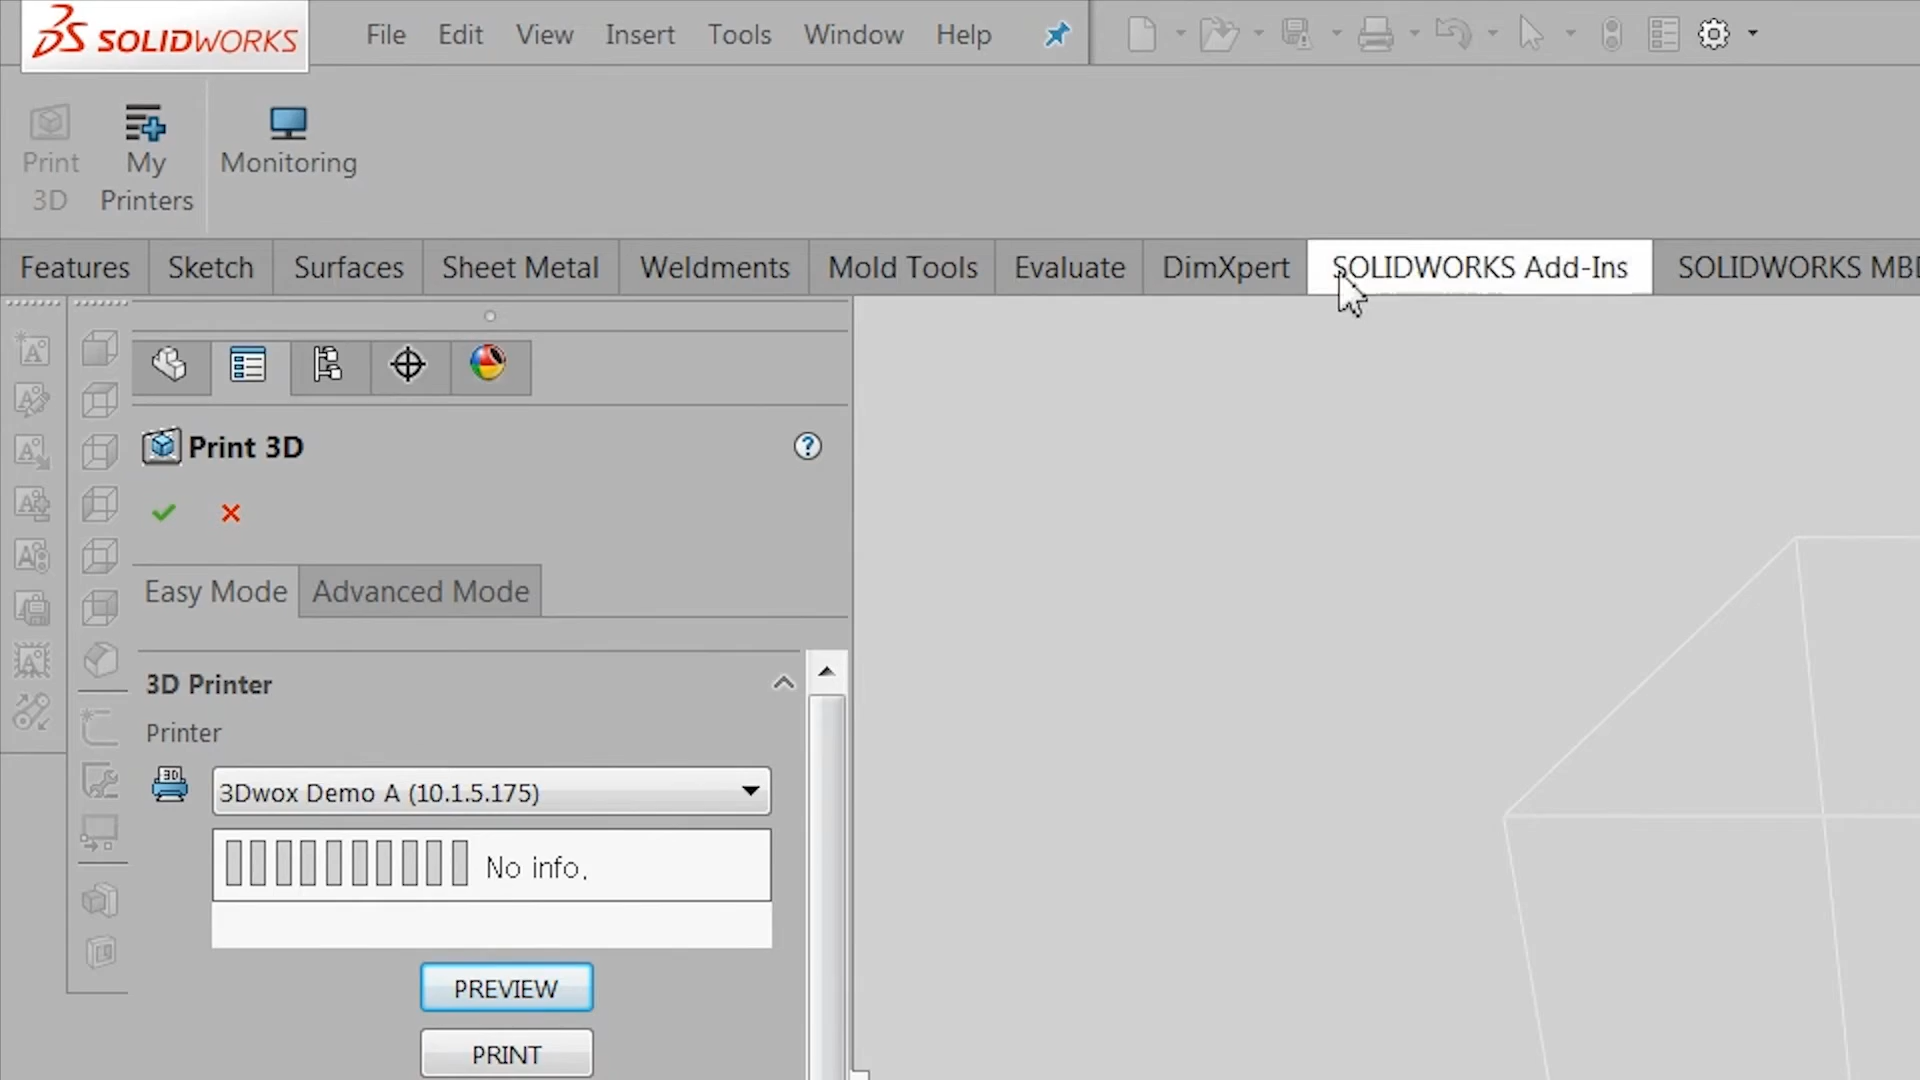 SOLIDWORKS
File Edit View Insert Tools Window Help
Print 3D
My Printers
Monitoring
Features Sketch Surfaces Sheet Metal Weldments Mold Tools Evaluate DimXpert SOLIDWORKS Add-Ins SOLIDWORKS MBD
Print 3D
?
Easy Mode Advanced Mode
3D Printer
Printer
3D
3Dwox Demo A (10.1.5.175)
No info.
PREVIEW
PRINT